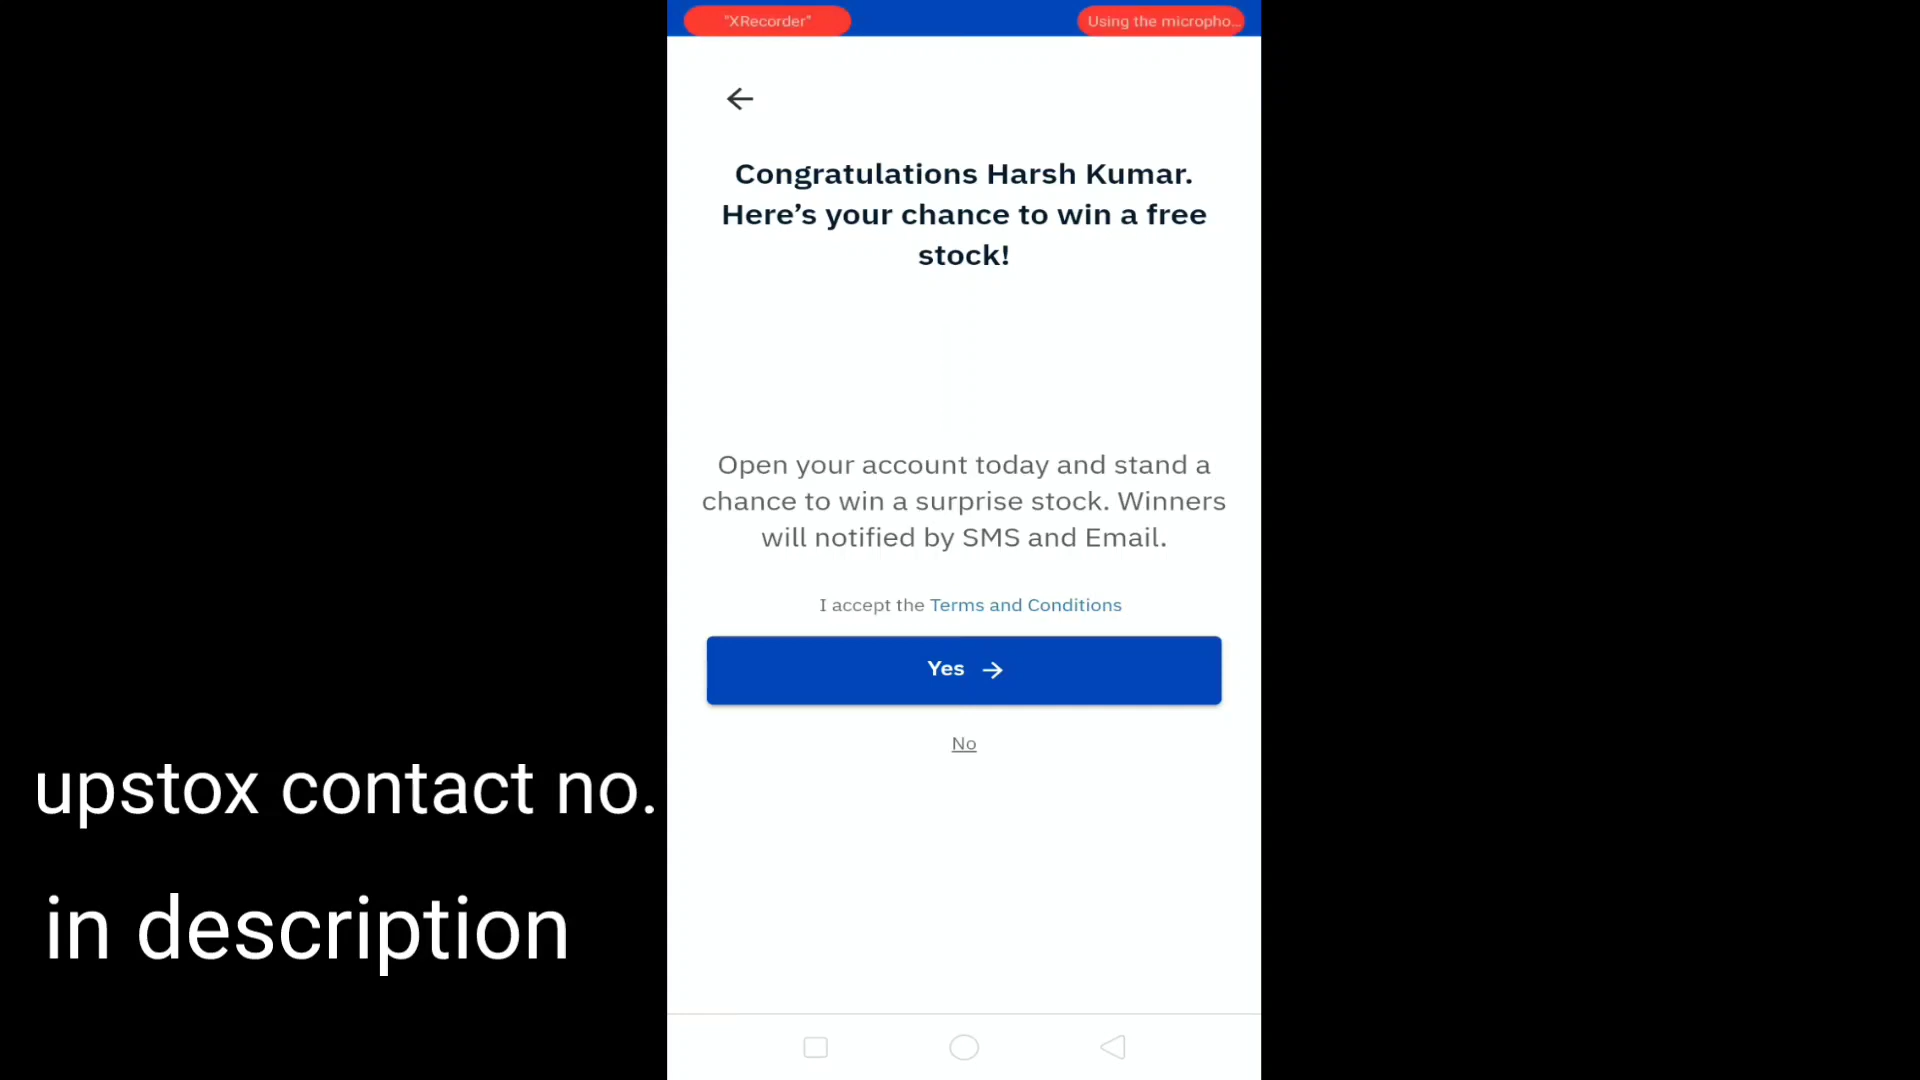 "XRecorder"
Using the micropho...
Congratulations Harsh Kumar.
Here’s your chance to win a free
stock!
Open your account today and stand a
chance to win a surprise stock. Winners
will notified by SMS and Email.
I accept the Terms and Conditions
Yes →
No
upstox contact no.
in description